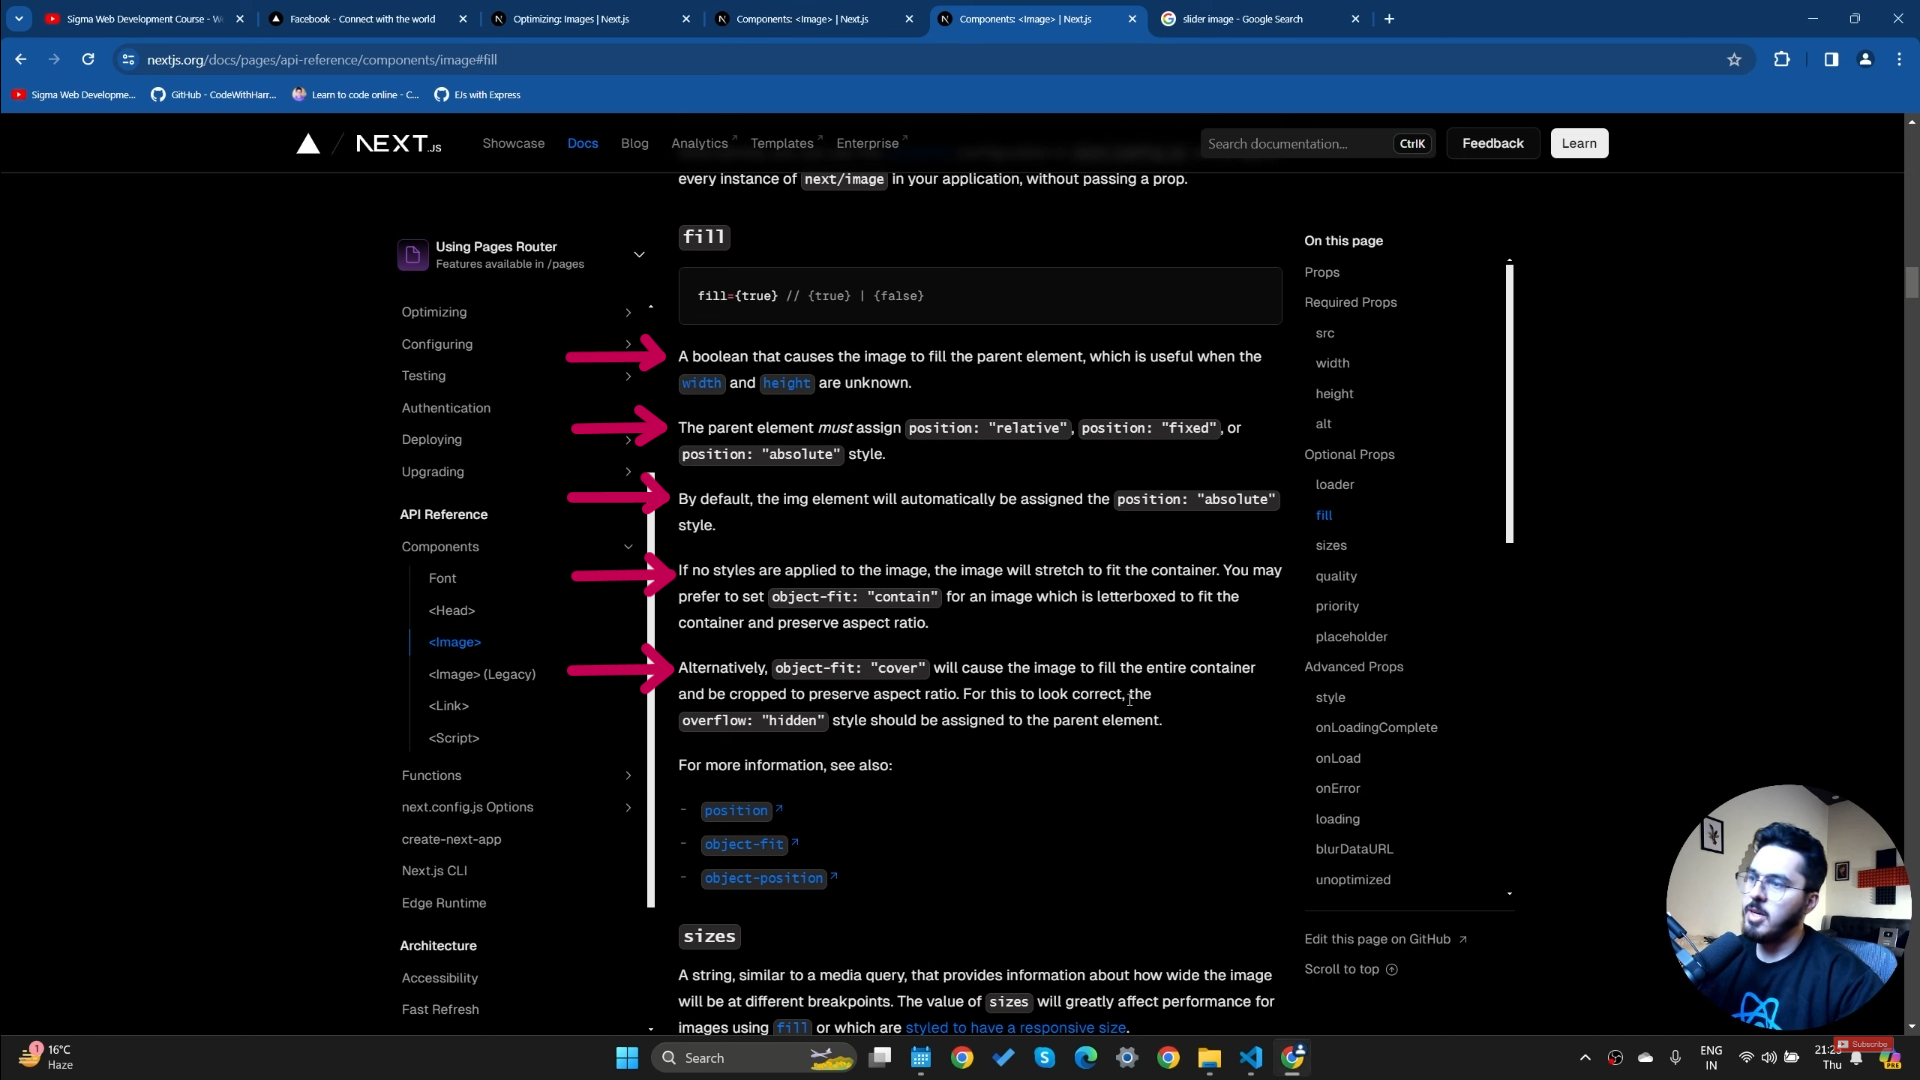 Sigma Web Development Course - W
Facebook - Connect with the world
Optimizing: Images | Next.js
Components: <Image> | Next.js
Components: <Image> | Next.js
slider image - Google Search
nextjs.org/docs/pages/api-reference/components/image#fill
Sigma Web Developme...
GitHub - CodeWithHarr...
Learn to code online - C...
EJs with Express
NEXT.JS
Showcase
Docs
Blog
Analytics
Templates
Enterprise
Search documentation...
CtrlK
Feedback
Learn
every instance of next/image in your application, without passing a prop.
Using Pages Router
Features available in /pages
Optimizing
Configuring
Testing
Authentication
Deploying
Upgrading
API Reference
Components
Font
<Head>
<Image>
<Image> (Legacy)
<Link>
<Script>
Functions
next.config.js Options
create-next-app
Next.js CLI
Edge Runtime
Architecture
Accessibility
Fast Refresh
fill
fill={true} // {true} | {false}
A boolean that causes the image to fill the parent element, which is useful when the
width and height are unknown.
The parent element must assign position: "relative", position: "fixed", or
position: "absolute" style.
By default, the img element will automatically be assigned the position: "absolute"
style.
If no styles are applied to the image, the image will stretch to fit the container. You may
prefer to set object-fit: "contain" for an image which is letterboxed to fit the
container and preserve aspect ratio.
Alternatively, object-fit: "cover" will cause the image to fill the entire container
and be cropped to preserve aspect ratio. For this to look correct, the
overflow: "hidden" style should be assigned to the parent element.
For more information, see also:
- position
- object-fit
- object-position
sizes
A string, similar to a media query, that provides information about how wide the image
will be at different breakpoints. The value of sizes will greatly affect performance for
images using fill or which are styled to have a responsive size.
On this page
Props
Required Props
src
width
height
alt
Optional Props
loader
fill
sizes
quality
priority
placeholder
Advanced Props
style
onLoadingComplete
onLoad
onError
loading
blurDataURL
unoptimized
Edit this page on GitHub
Scroll to top
1
16°C
Haze
Search
ENG
IN
21:2
Thu
Subscribe
PRE